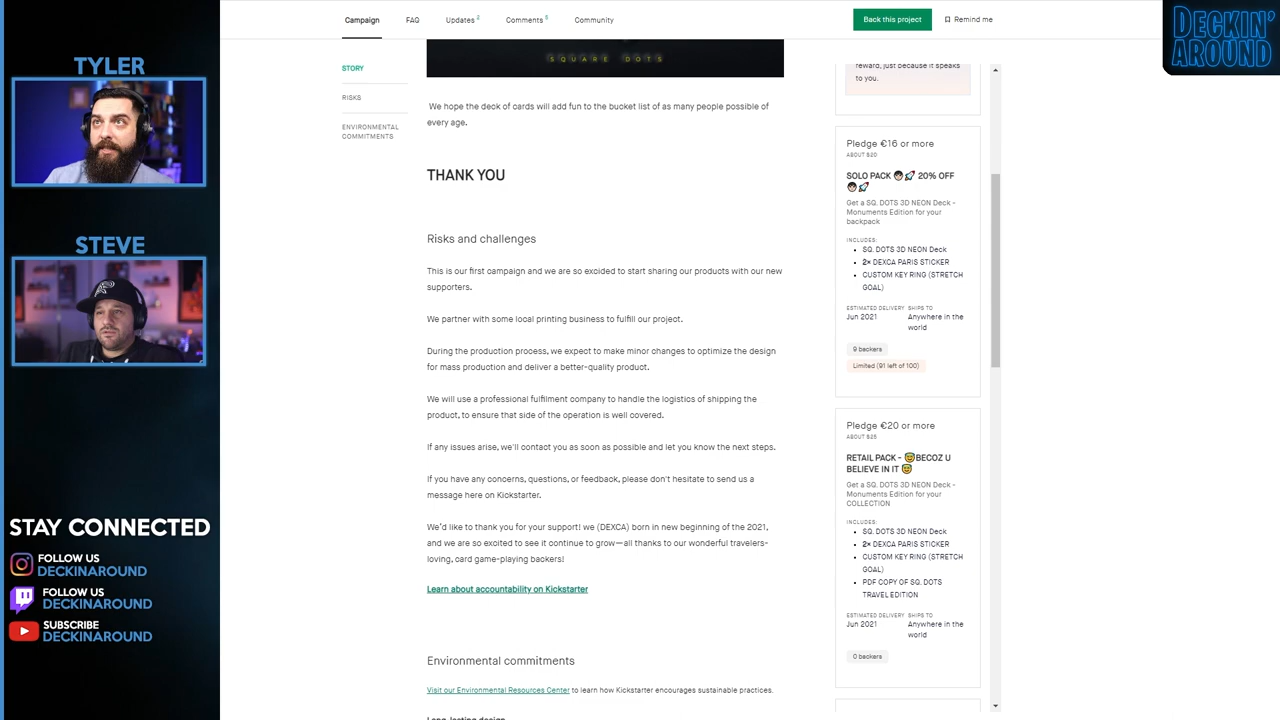 TYLER
STEVE
STAY CONNECTED
FOLLOW US
DECKINAROUND
FOLLOW US
DECKINAROUND
SUBSCRIBE
DECKINAROUND
Campaign
FAQ
Updates 2
Comments 8
Community
Back this project
Remind me
DECKIN'
AROUND
STORY
RISKS
ENVIRONMENTAL
COMMITMENTS
SQUARE DOTS
We hope the deck of cards will add fun to the bucket list of as many people possible of
every age.
THANK YOU
Risks and challenges
This is our first campaign and we are so excided to start sharing our products with our new
supporters.
We partner with some local printing business to fulfill our project.
During the production process, we expect to make minor changes to optimize the design
for mass production and deliver a better-quality product.
We will use a professional fulfilment company to handle the logistics of shipping the
product, to ensure that side of the operation is well covered.
If any issues arise, we'll contact you as soon as possible and let you know the next steps.
If you have any concerns, questions, or feedback, please don't hesitate to send us a
message here on Kickstarter.
We'd like to thank you for your support! we (DEXCA) born in new beginning of the 2021,
and we are so excited to see it continue to grow—all thanks to our wonderful travelers-
loving, card game-playing backers!
Learn about accountability on Kickstarter
Environmental commitments
Visit our Environmental Resources Center to learn how Kickstarter encourages sustainable practices.
Long-lasting design
reward, just because it speaks
to you.
Pledge €16 or more
ABOUT $20
SOLO PACK 👦🏻🚀 20% OFF
👦🏻🚀
Get a SQ. DOTS 3D NEON Deck -
Monuments Edition for your
backpack
INCLUDES:
SQ. DOTS 3D NEON Deck
2× DEXCA PARIS STICKER
CUSTOM KEY RING (STRETCH
GOAL)
ESTIMATED DELIVERY SHIPS TO
Jun 2021 Anywhere in the
world
9 backers
Limited (91 left of 100)
Pledge €20 or more
ABOUT $25
RETAIL PACK - 😇BECOZ U
BELIEVE IN IT 😇
Get a SQ. DOTS 3D NEON Deck -
Monuments Edition for your
COLLECTION
INCLUDES:
SQ. DOTS 3D NEON Deck
2× DEXCA PARIS STICKER
CUSTOM KEY RING (STRETCH
GOAL)
PDF COPY OF SQ. DOTS
TRAVEL EDITION
ESTIMATED DELIVERY SHIPS TO
Jun 2021 Anywhere in the
world
0 backers